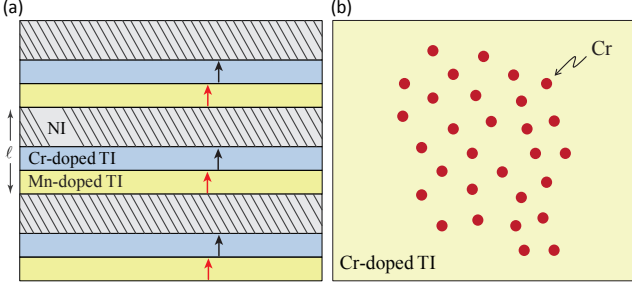 (a)
(b)
Cr
NI
ℓ
Cr-doped TI
Mn-doped TI
Cr-doped TI